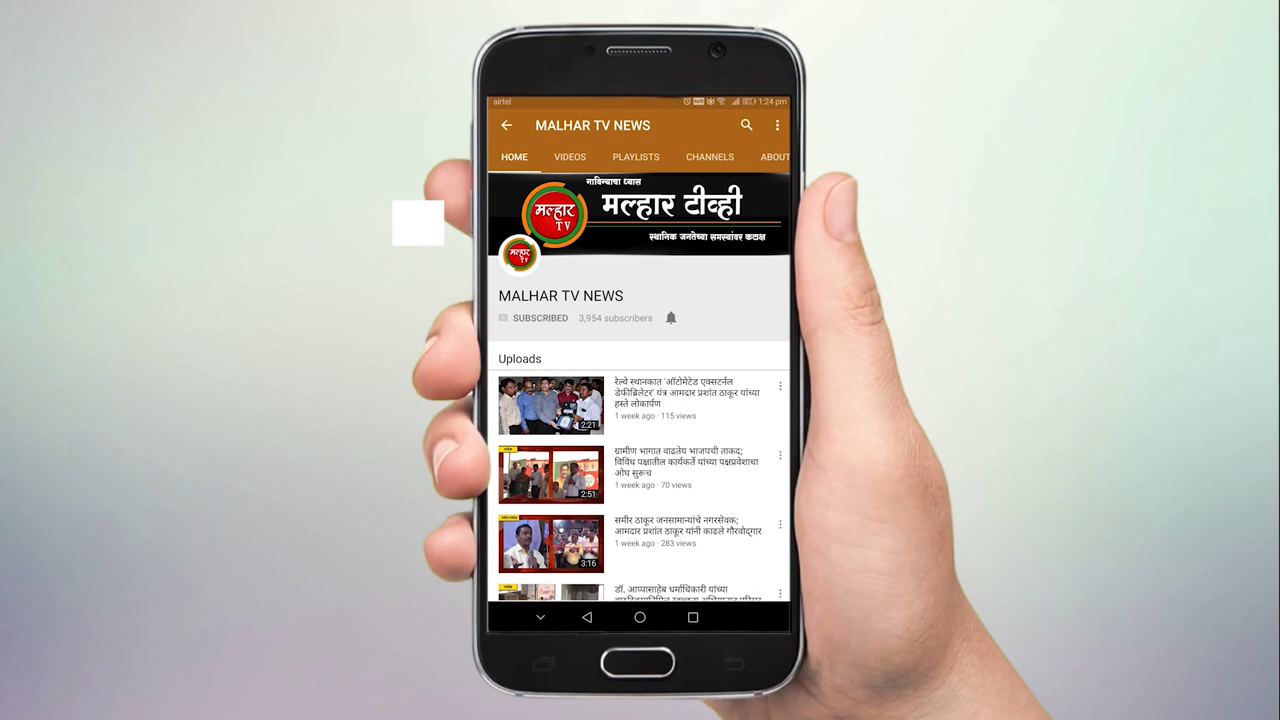 airtel 1:24 pm
MALHAR TV NEWS
HOME VIDEOS PLAYLISTS CHANNELS ABOUT
नाविन्याचा ध्यास
मल्हार टीव्ही
मल्हार
TV
स्थानिक जनतेच्या समस्यांवर कटाक्ष
मल्हार
TV
MALHAR TV NEWS
SUBSCRIBED 3,954 subscribers
Uploads
रेल्वे स्थानकात 'ऑटोमेटेड एक्सटर्नल
डेफीब्रिलेटर' यंत्र आमदार प्रशांत ठाकूर यांच्या
हस्ते लोकार्पण
1 week ago · 115 views
2:21
ग्रामीण भागात वाढतेय भाजपची ताकद;
विविध पक्षातील कार्यकर्ते यांच्या पक्षप्रवेशाचा
ओघ सुरूच
1 week ago · 70 views
2:51
समीर ठाकूर जनसामान्यांचे नगरसेवक;
आमदार प्रशांत ठाकूर यांनी काढले गौरवोद्‌गार
1 week ago · 283 views
3:16
डॉ. आप्पासाहेब धर्माधिकारी यांच्या